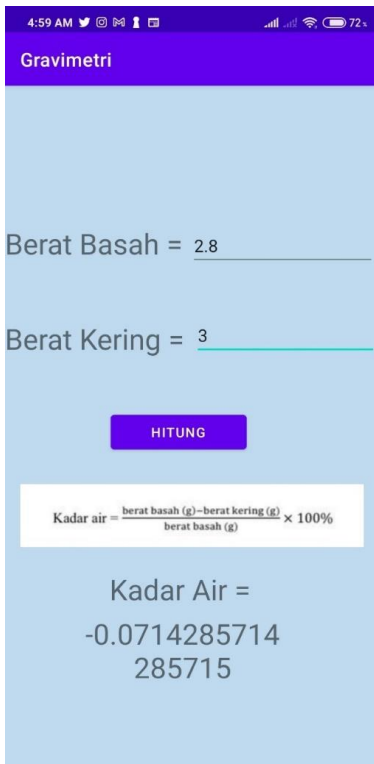 4:59 AM 72%
Gravimetri
Berat Basah = 2.8
Berat Kering = 3
HITUNG
Kadar air = berat basah (g)−berat kering (g) / berat basah (g) × 100%
Kadar Air =
-0.0714285714
285715